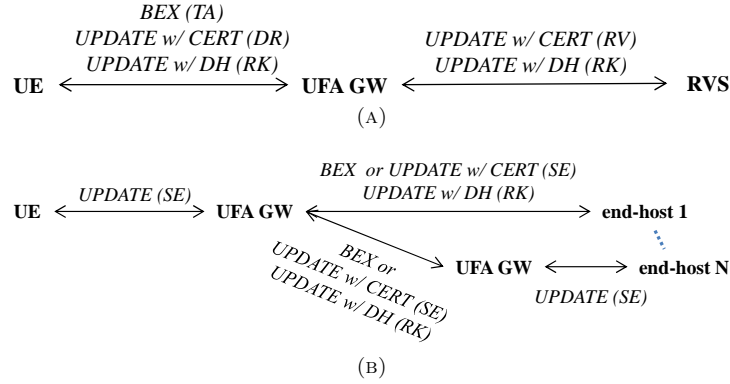 BEX (TA)
UPDATE w/ CERT (DR)
UPDATE w/ DH (RK)
UPDATE w/ CERT (RV)
UPDATE w/ DH (RK)
UE
UFA GW
RVS
(A)
BEX or UPDATE w/ CERT (SE)
UPDATE w/ DH (RK)
UPDATE (SE)
UE
UFA GW
end-host 1
BEX or
UPDATE w/ CERT (SE)
UPDATE w/ DH (RK)
UFA GW
end-host N
UPDATE (SE)
(B)